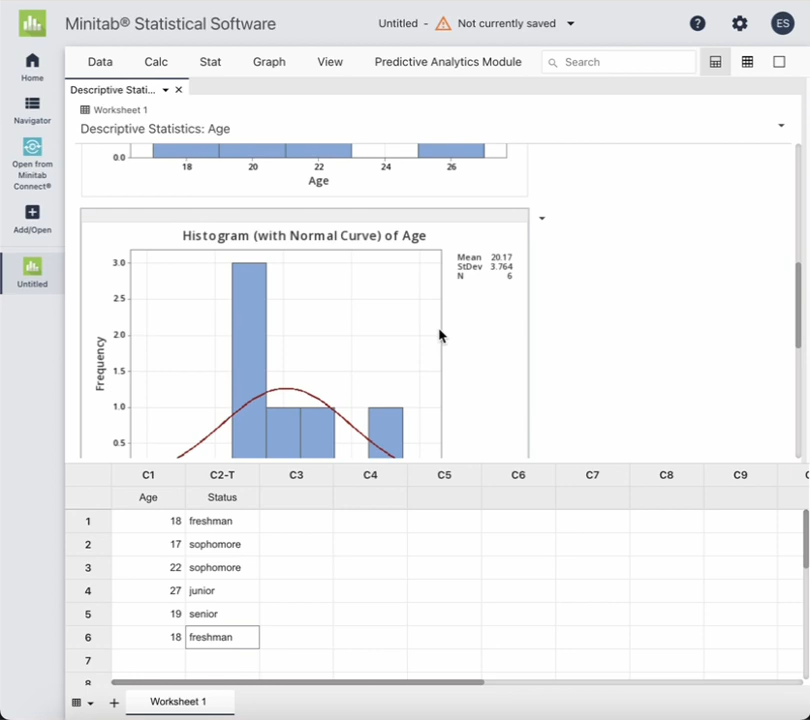 Minitab® Statistical Software
Untitled - Not currently saved
? ES
Home
Navigator
Open from
Minitab
Connect®
Add/Open
Untitled
Data Calc Stat Graph View Predictive Analytics Module Search
Descriptive Stati...
Worksheet 1
Descriptive Statistics: Age
0.0
18 20 22 24 26
Age
Histogram (with Normal Curve) of Age
Mean 20.17
StDev 3.764
N 6
3.0
2.5
2.0
1.5
1.0
0.5
Frequency
C1 C2-T C3 C4 C5 C6 C7 C8 C9
Age Status
1 18 freshman
2 17 sophomore
3 22 sophomore
4 27 junior
5 19 senior
6 18 freshman
7
8
Worksheet 1